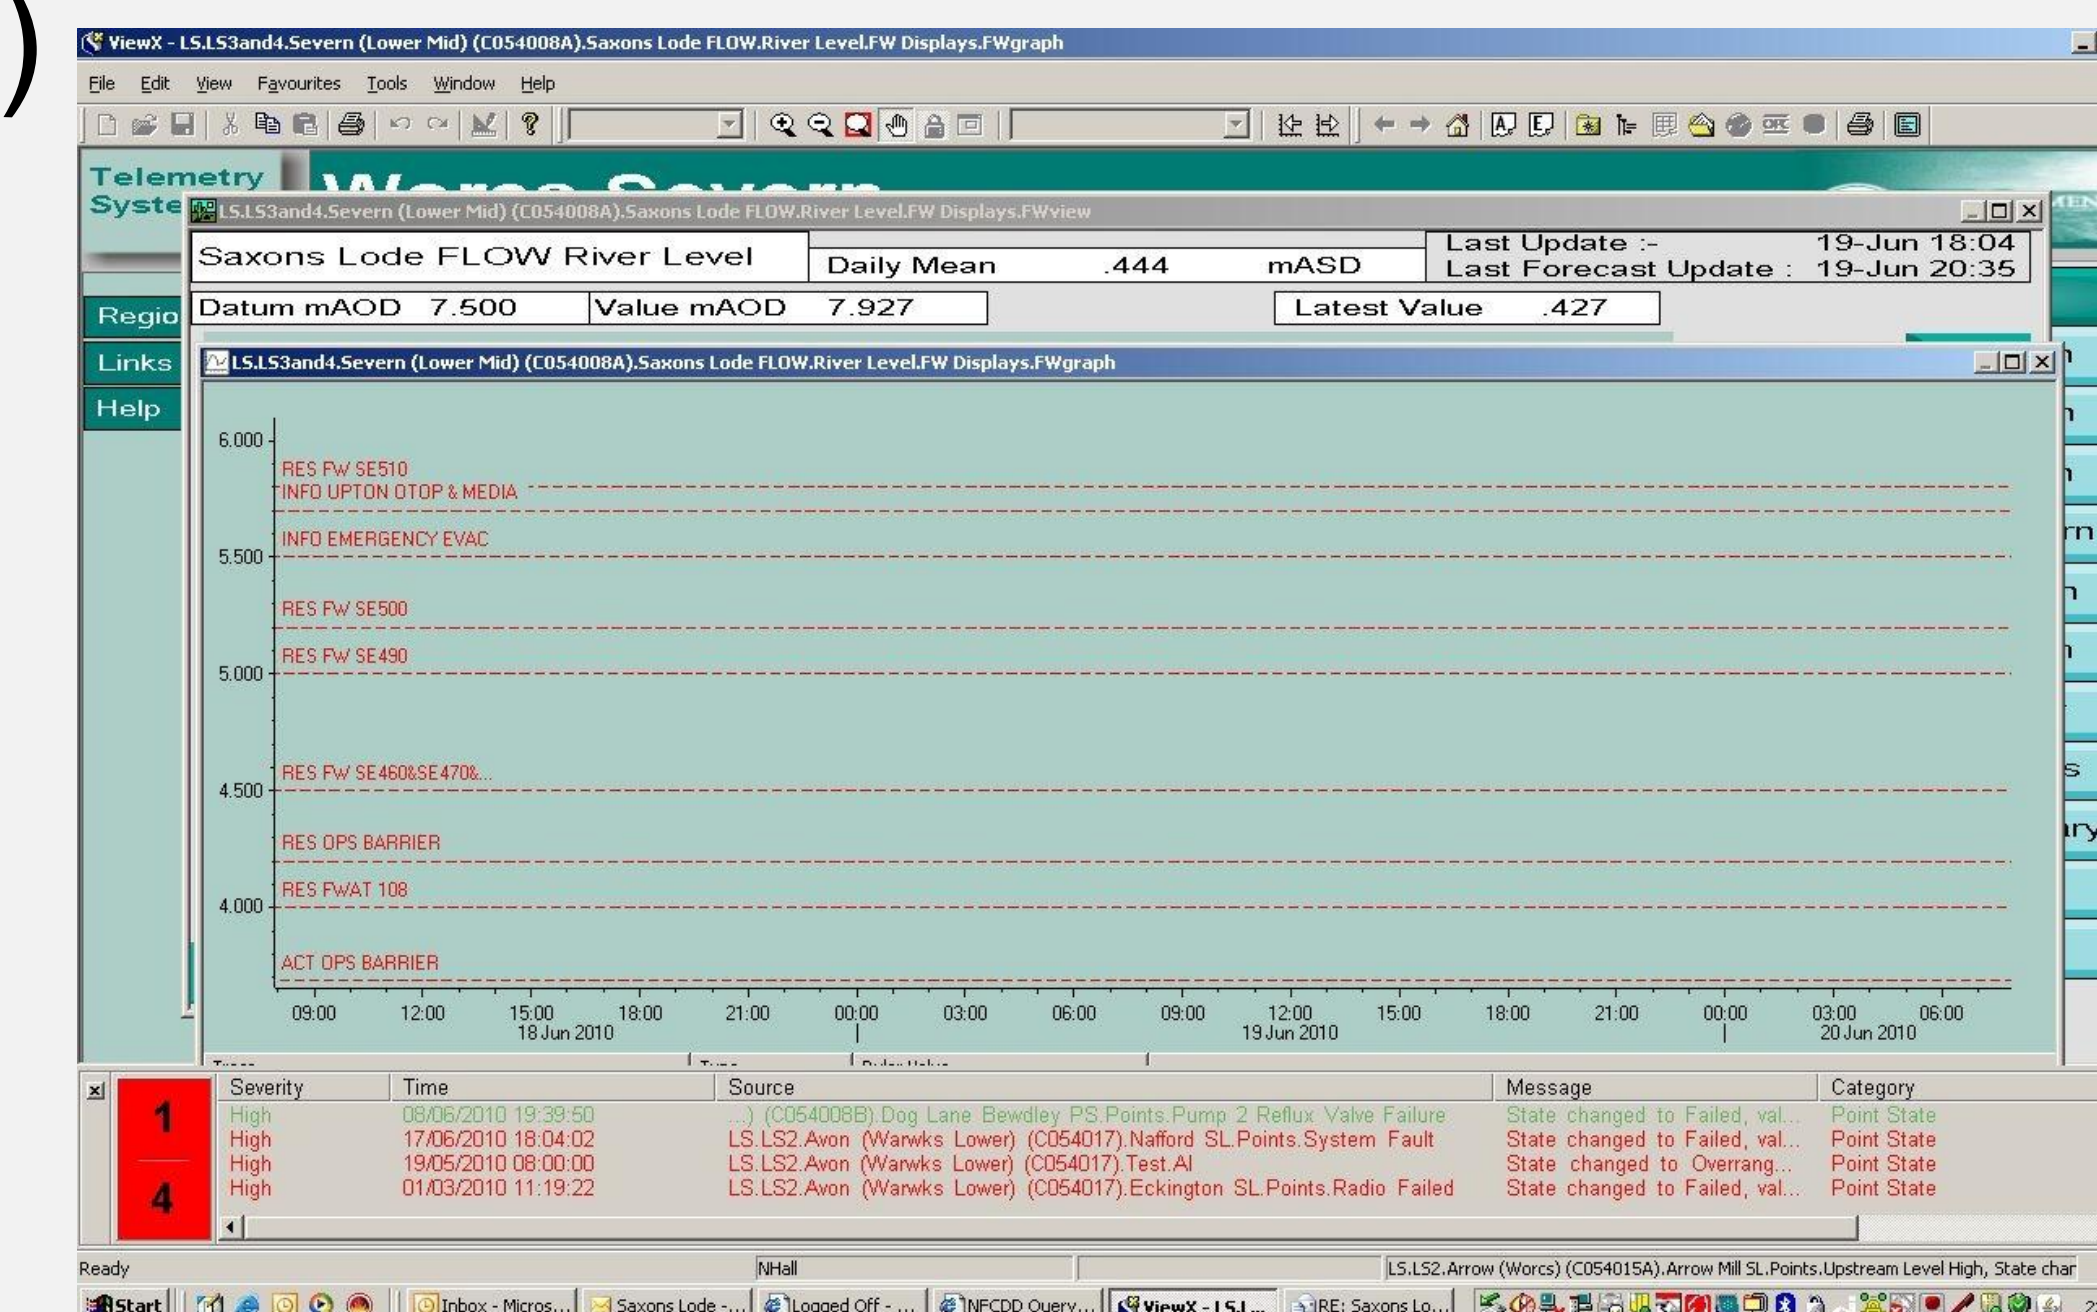 )
ViewX - LS.LS3and4.Severn (Lower Mid) (C054008A).Saxons Lode FLOW.River Level.FW Displays.FWgraph
File Edit View Favourites Tools Window Help
Telemetry
Syste
Worcs Severn
LS.LS3and4.Severn (Lower Mid) (C054008A).Saxons Lode FLOW.River Level.FW Displays.FWview
Saxons Lode FLOW River Level
Daily Mean .444 mASD
Last Update :- 19-Jun 18:04
Last Forecast Update : 19-Jun 20:35
Datum mAOD 7.500 Value mAOD 7.927
Latest Value .427
Regio
Links
Help
LS.LS3and4.Severn (Lower Mid) (C054008A).Saxons Lode FLOW.River Level.FW Displays.FWgraph
6.000
RES FW SE510
INFO UPTON OTOP & MEDIA
INFO EMERGENCY EVAC
5.500
RES FW SE500
RES FW SE490
5.000
RES FW SE460&SE470&...
4.500
RES OPS BARRIER
RES FWAT 108
4.000
ACT OPS BARRIER
09:00 12:00 15:00 18:00 21:00 00:00 03:00 06:00 09:00 12:00 15:00 18:00 21:00 00:00 03:00 06:00
18 Jun 2010 19 Jun 2010 20 Jun 2010
rn
s
ary
1
4
Severity Time Source Message Category
High 08/06/2010 19:39:50 ...) (C054008B).Dog Lane Bewdley PS.Points.Pump 2 Reflux Valve Failure State changed to Failed, val... Point State
High 17/06/2010 18:04:02 LS.LS2.Avon (Warwks Lower) (C054017).Nafford SL.Points.System Fault State changed to Failed, val... Point State
High 19/05/2010 08:00:00 LS.LS2.Avon (Warwks Lower) (C054017).Test.AI State changed to Overrang... Point State
High 01/03/2010 11:19:22 LS.LS2.Avon (Warwks Lower) (C054017).Eckington SL.Points.Radio Failed State changed to Failed, val... Point State
Ready NHall LS.LS2.Arrow (Worcs) (C054015A).Arrow Mill SL.Points.Upstream Level High, State char
Start Inbox - Micros... Saxons Lode -... Logged Off - ... NFCDD Query... ViewX - LS.L... RE: Saxons Lo...